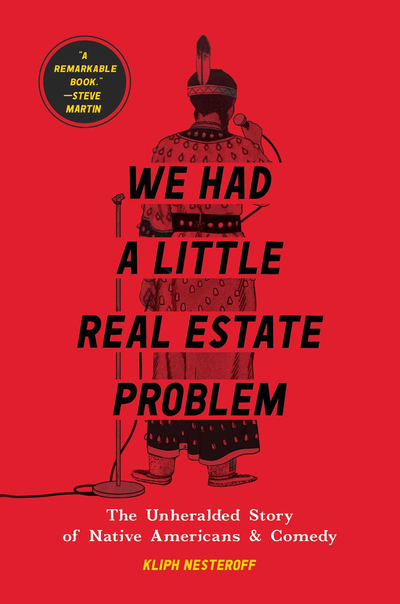 "A
REMARKABLE
BOOK."
—STEVE
MARTIN
WE HAD
A LITTLE
REAL ESTATE
PROBLEM
The Unheralded Story
of Native Americans & Comedy
KLIPH NESTEROFF